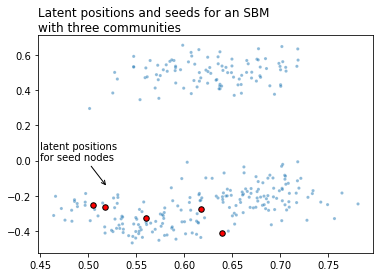 Latent positions and seeds for an SBM
with three communities
0.6
0.4
0.2
0.0
−0.2
−0.4
latent positions
for seed nodes
0.45 0.50 0.55 0.60 0.65 0.70 0.75